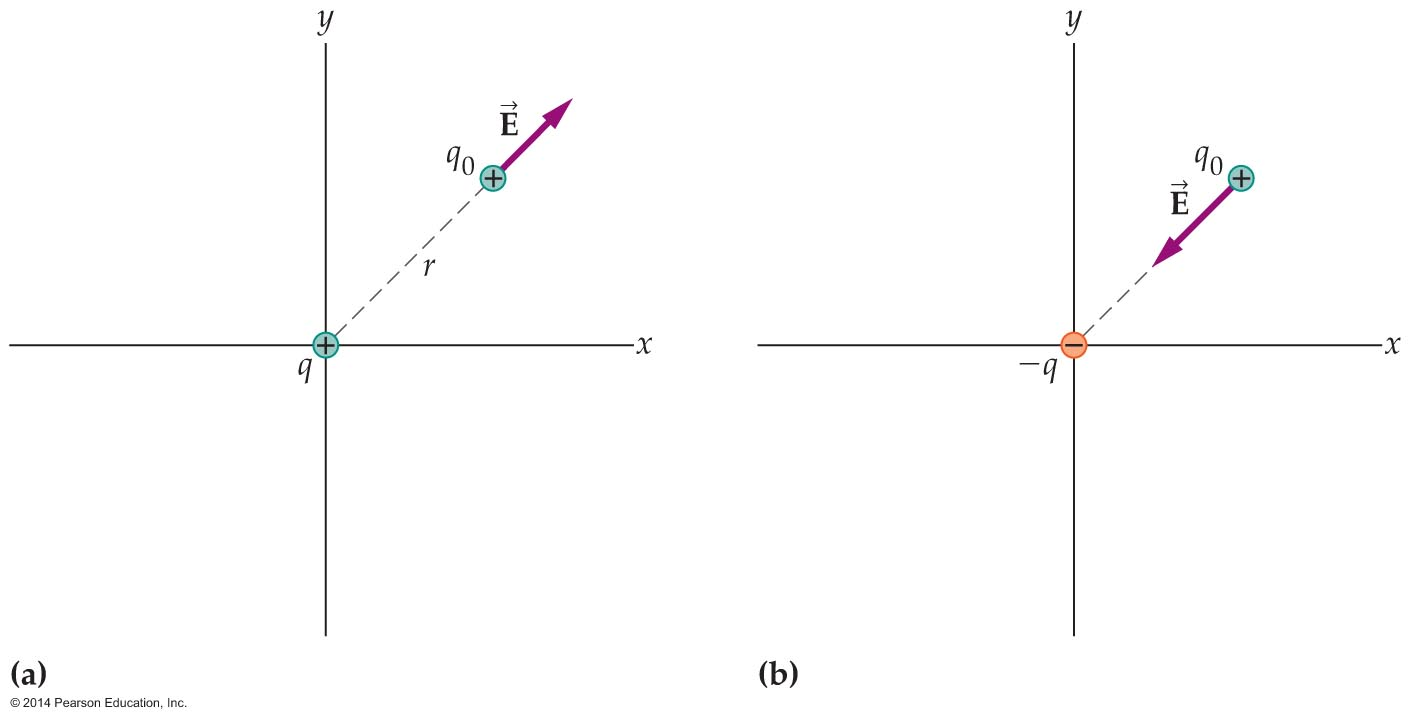 y
E⃗
q₀
r
x
+
+
q
(a)
y
q₀
E⃗
+
x
−
−q
(b)
© 2014 Pearson Education, Inc.